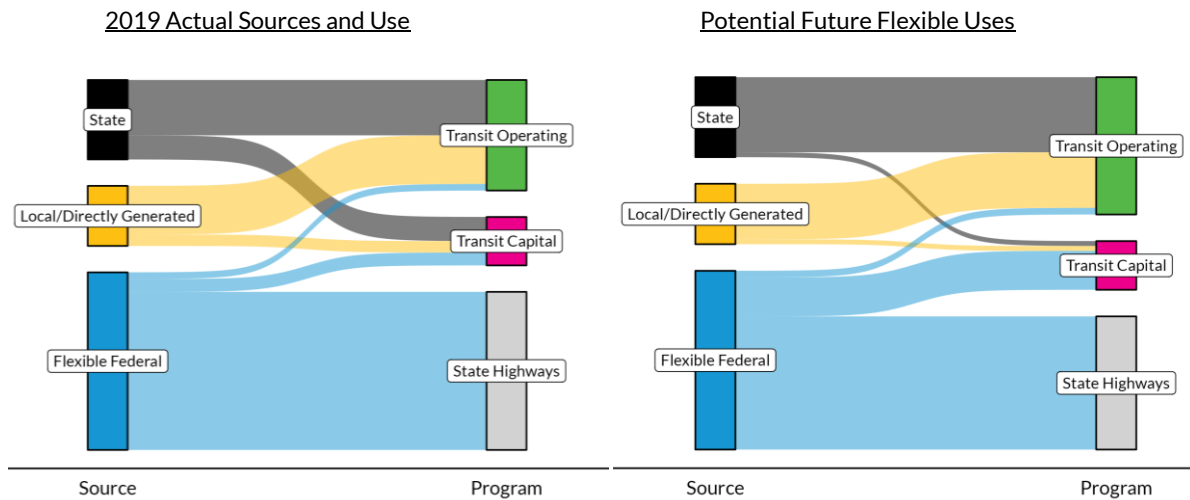 2019 Actual Sources and Use
State
Local/Directly Generated
Flexible Federal
Transit Operating
Transit Capital
State Highways
Source
Program
Potential Future Flexible Uses
State
Local/Directly Generated
Flexible Federal
Transit Operating
Transit Capital
State Highways
Source
Program